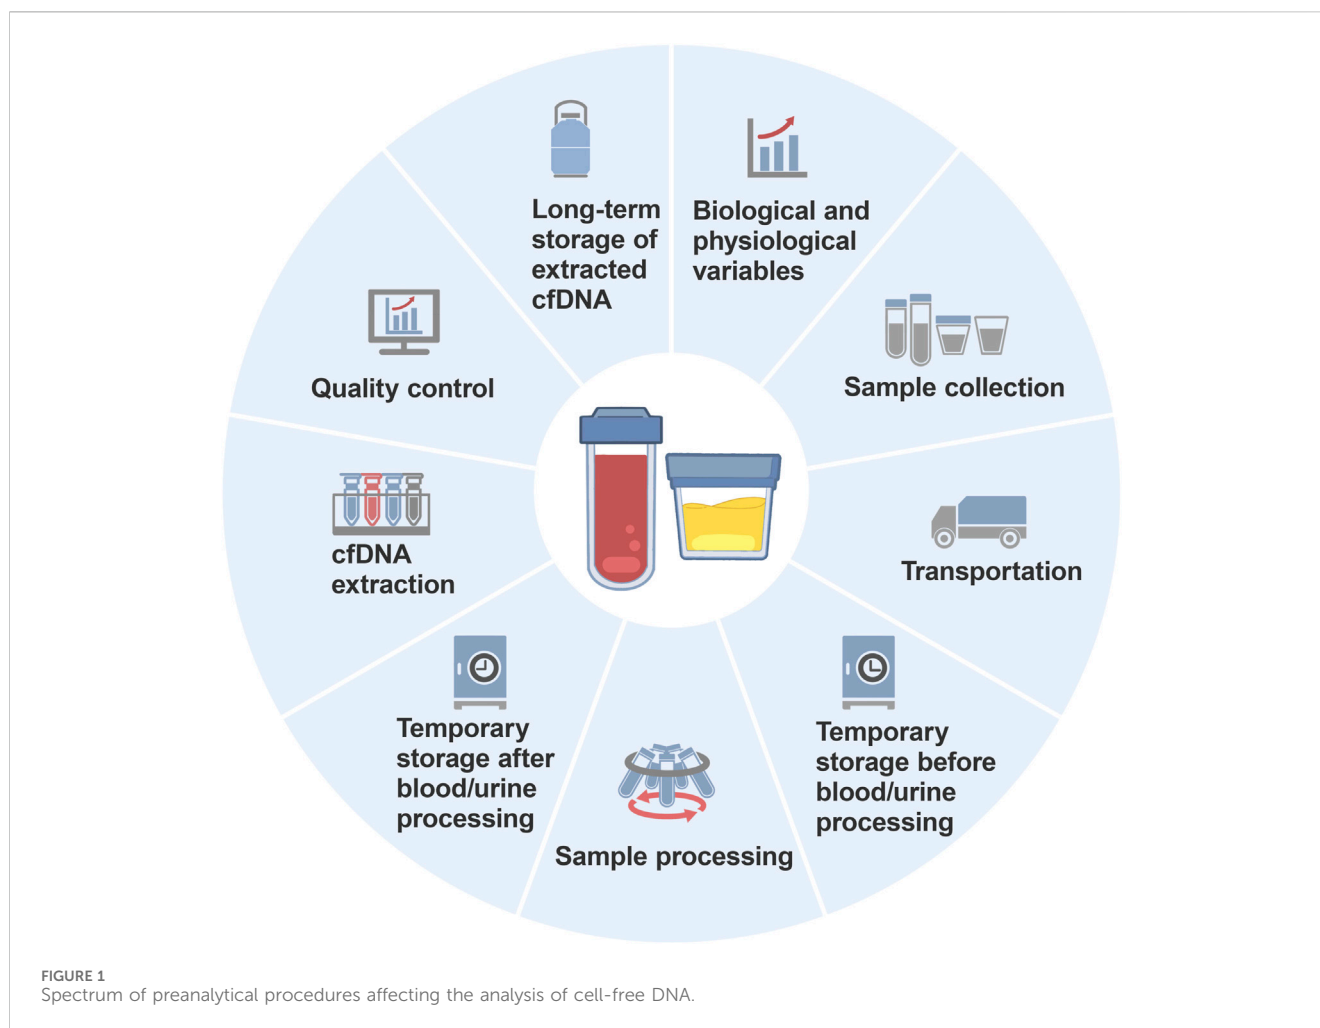 Long-term
storage of
extracted
cfDNA
Biological and
physiological
variables
Sample collection
Transportation
Temporary
storage before
blood/urine
processing
Sample processing
Temporary
storage after
blood/urine
processing
cfDNA
extraction
Quality control
FIGURE 1
Spectrum of preanalytical procedures affecting the analysis of cell-free DNA.